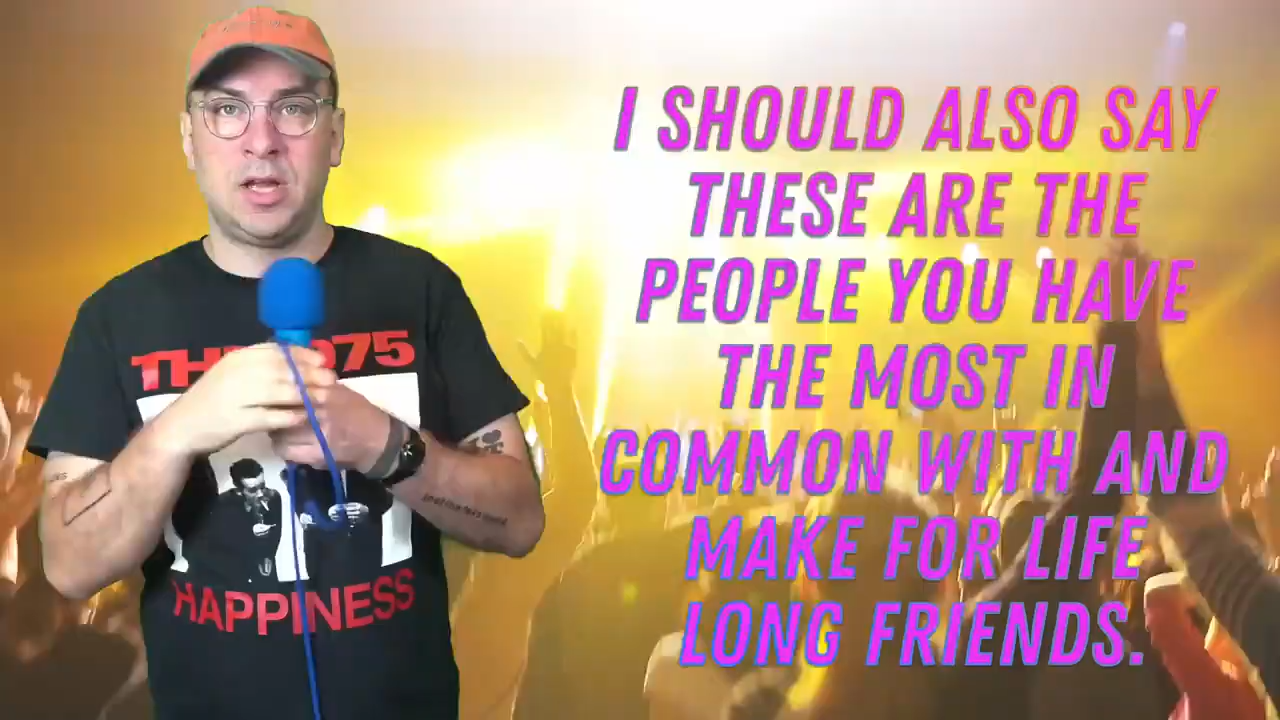 I SHOULD ALSO SAY
THESE ARE THE
PEOPLE YOU HAVE
THE MOST IN
COMMON WITH AND
MAKE FOR LIFE
LONG FRIENDS.
75
HAPPINESS